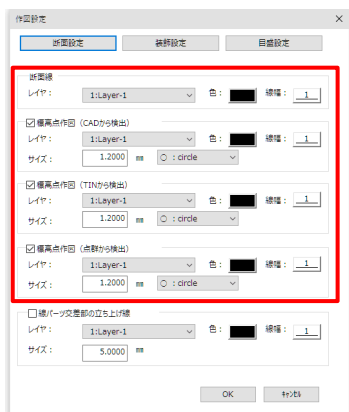 作図設定 ×
断面設定 装飾設定 目盛設定
断面線
レイヤ： 1:Layer-1 色： 線幅： 1
標高点作図（CADから検出）
レイヤ： 1:Layer-1 色： 線幅： 1
サイズ： 1.2000 mm ○ : circle
標高点作図（TINから検出）
レイヤ： 1:Layer-1 色： 線幅： 1
サイズ： 1.2000 mm ○ : circle
標高点作図（点群から検出）
レイヤ： 1:Layer-1 色： 線幅： 1
サイズ： 1.2000 mm ○ : circle
線パーツ交差部の立ち上げ線
レイヤ： 1:Layer-1 色： 線幅： 1
サイズ： 5.0000 mm
OK ｷｬﾝｾﾙ